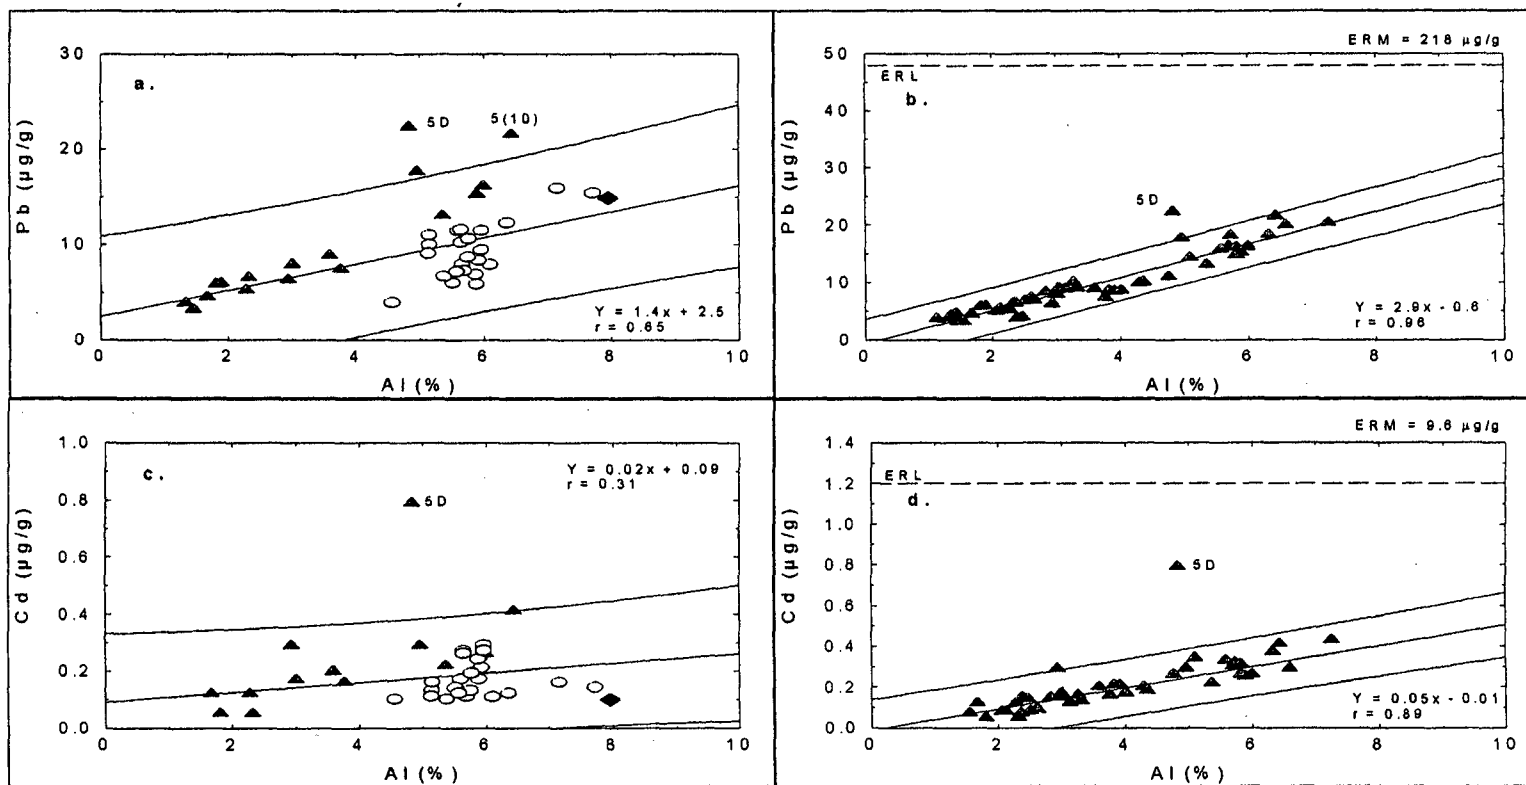 a.
30
20
10
0
Pb (µg/g)
5D
5(10)
Y = 1.4x + 2.5
r = 0.65
0 2 4 6 8 10
Al (%)
ERM = 218 µg/g
b.
ERL
50
40
30
20
10
0
Pb (µg/g)
5D
Y = 2.9x - 0.6
r = 0.96
0 2 4 6 8 10
Al (%)
c.
1.0
0.8
0.6
0.4
0.2
0.0
Cd (µg/g)
Y = 0.02x + 0.09
r = 0.31
5D
0 2 4 6 8 10
Al (%)
ERM = 9.6 µg/g
ERL
d.
1.4
1.2
1.0
0.8
0.6
0.4
0.2
0.0
Cd (µg/g)
5D
Y = 0.05x - 0.01
r = 0.89
0 2 4 6 8 10
Al (%)